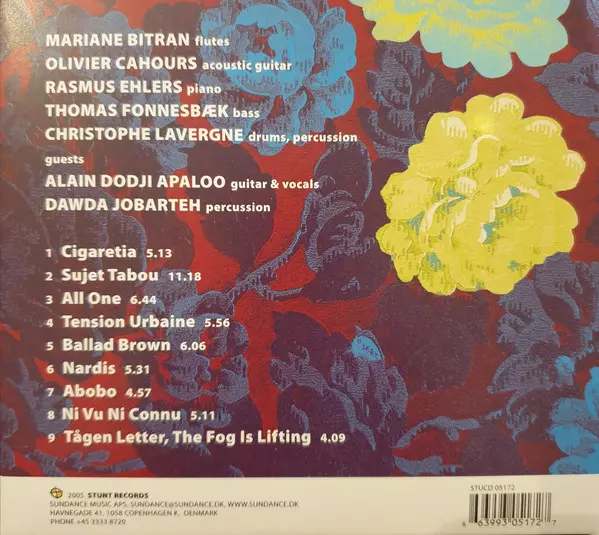 MARIANE BITRAN flutes
OLIVIER CAHOURS acoustic guitar
RASMUS EHLERS piano
THOMAS FONNESBÆK bass
CHRISTOPHE LAVERGNE drums, percussion
guests
ALAIN DODJI APALOO guitar & vocals
DAWDA JOBARTEH percussion
1 Cigaretia 5.13
2 Sujet Tabou 11.18
3 All One 6.44
4 Tension Urbaine 5.56
5 Ballad Brown 6.06
6 Nardis 5.31
7 Abobo 4.57
8 Ni Vu Ni Connu 5.11
9 Tågen Letter, The Fog Is Lifting 4.09
2005 STUNT RECORDS
SUNDANCE MUSIC APS. SUNDANCE@SUNDANCE.DK, WWW.SUNDANCE.DK
HAVNEGADE 41, 1058 COPENHAGEN K, DENMARK
PHONE +45 3333 8720
STUCD 05172
6 63993 05172 7